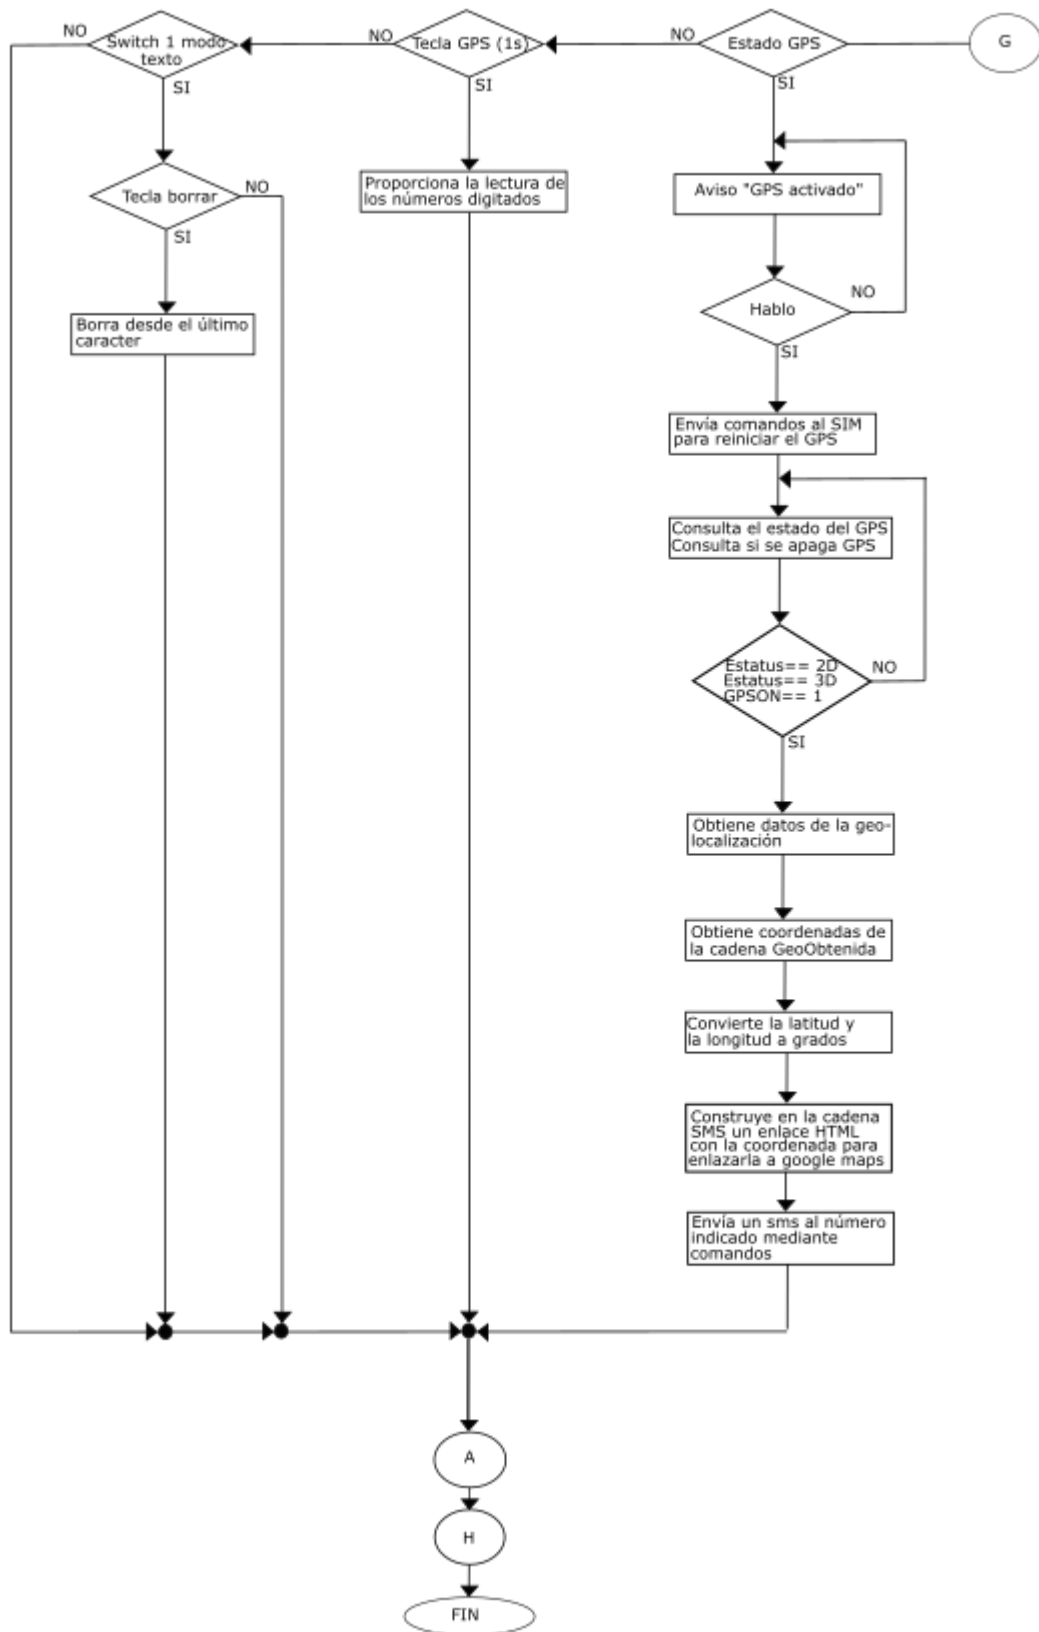 NO
Switch 1 modo
texto
SI
NO
Tecla GPS (1s)
SI
NO
Estado GPS
SI
G
Tecla borrar
NO
SI
Proporciona la lectura de
los números digitados
Aviso "GPS activado"
Hablo
NO
SI
Borra desde el último
caracter
Envía comandos al SIM
para reiniciar el GPS
Consulta el estado del GPS
Consulta si se apaga GPS
Estatus== 2D
Estatus== 3D
GPSON== 1
NO
SI
Obtiene datos de la geo-
localización
Obtiene coordenadas de
la cadena GeoObtenida
Convierte la latitud y
la longitud a grados
Construye en la cadena
SMS un enlace HTML
con la coordenada para
enlazarla a google maps
Envía un sms al número
indicado mediante
comandos
A
H
FIN